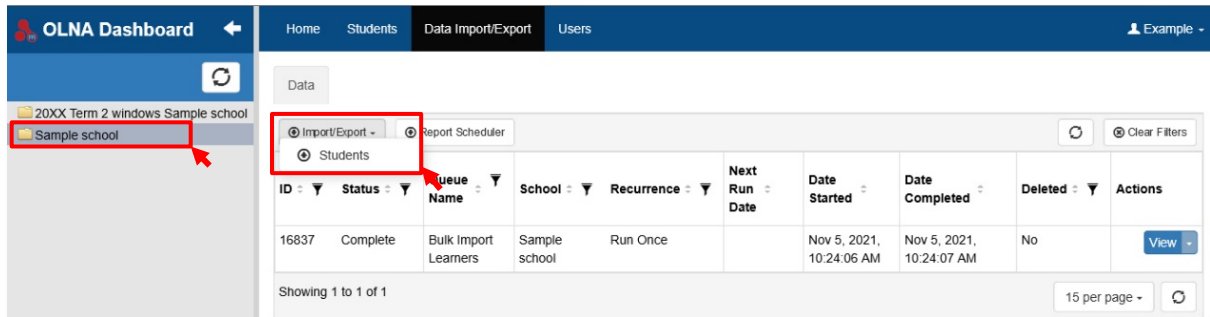 OLNA Dashboard
Home Students Data Import/Export Users Example
Data
20XX Term 2 windows Sample school
Sample school
Import/Export Report Scheduler Clear Filters
Students
ID Status Queue Name School Recurrence Next Run Date Date Started Date Completed Deleted Actions
16837 Complete Bulk Import Learners Sample school Run Once Nov 5, 2021, 10:24:06 AM Nov 5, 2021, 10:24:07 AM No View
Showing 1 to 1 of 1 15 per page